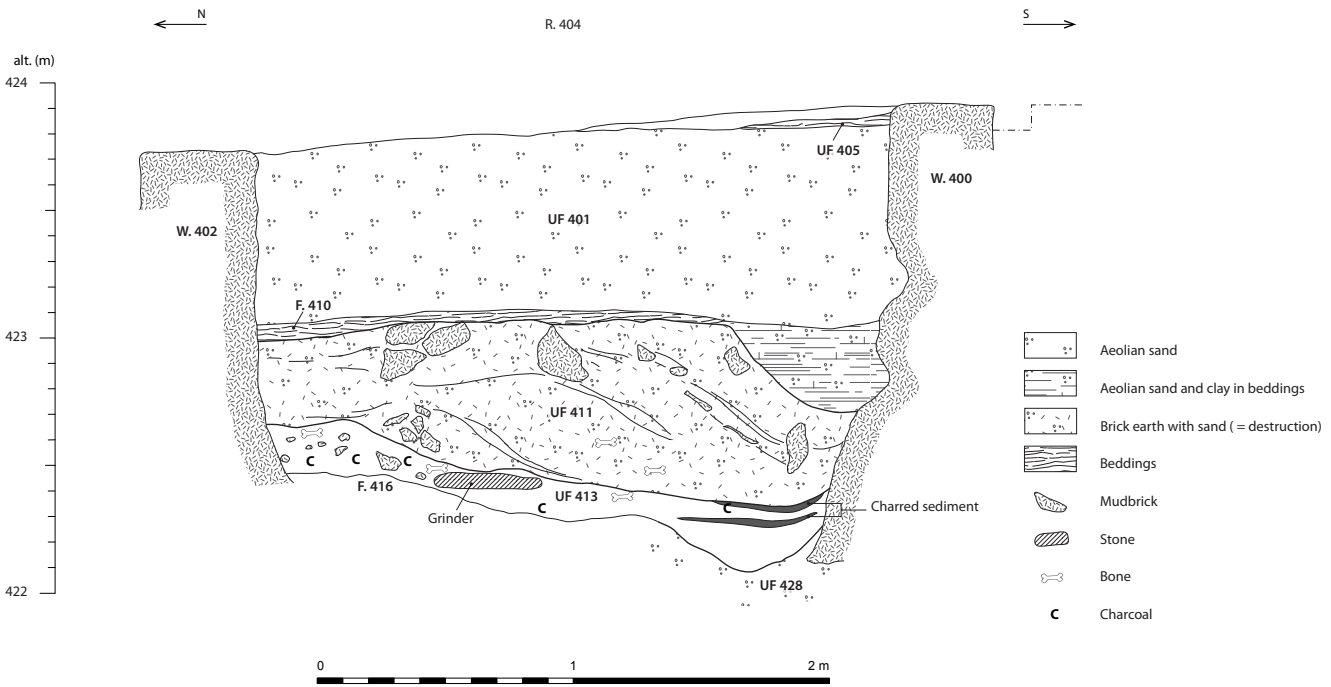 N
R. 404
S
alt. (m)
424
UF 405
W. 400
UF 401
W. 402
F. 410
423
Aeolian sand
Aeolian sand and clay in beddings
UF 411
Brick earth with sand ( = destruction)
Beddings
C C C
F. 416
UF 413
Mudbrick
Grinder
C
C
Charred sediment
Stone
Bone
422
UF 428
C
Charcoal
0 1 2 m